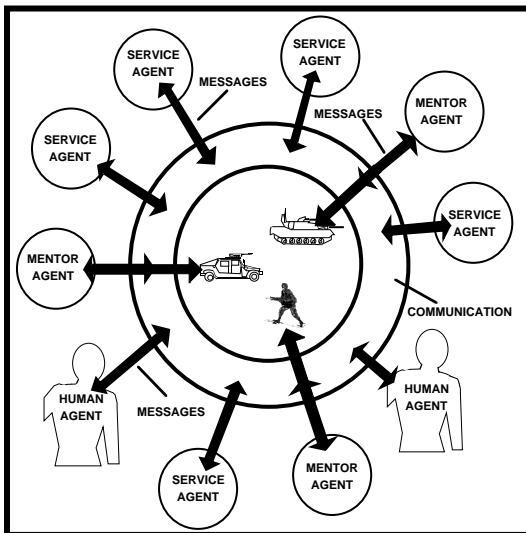 SERVICE
AGENT
SERVICE
AGENT
MESSAGES
MESSAGES
MENTOR
AGENT
SERVICE
AGENT
SERVICE
AGENT
MENTOR
AGENT
COMMUNICATION
HUMAN
AGENT
MESSAGES
HUMAN
AGENT
SERVICE
AGENT
MENTOR
AGENT